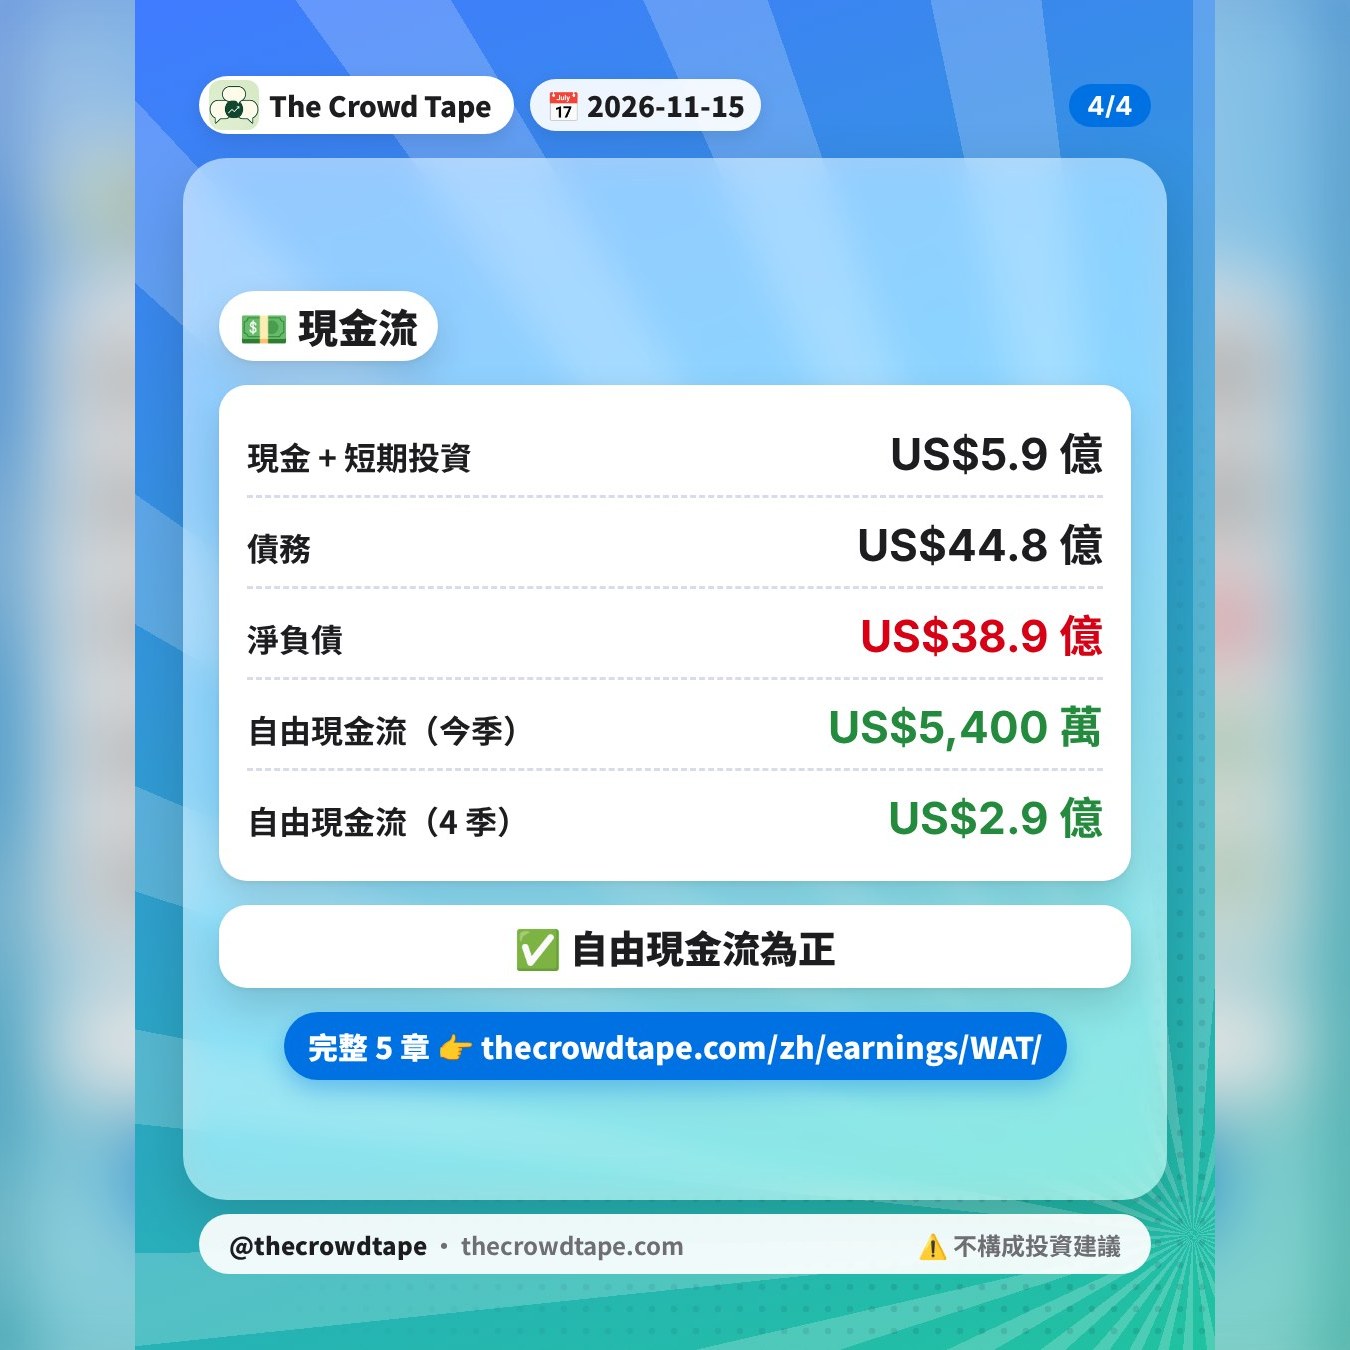 The Crowd Tape
2026-11-15
4/4
現金流
現金 + 短期投資 US$5.9 億
債務 US$44.8 億
淨負債 US$38.9 億
自由現金流（今季） US$5,400 萬
自由現金流（4 季） US$2.9 億
✅ 自由現金流為正
完整 5 章 👉 thecrowdtape.com/zh/earnings/WAT/
@thecrowdtape · thecrowdtape.com
⚠️ 不構成投資建議